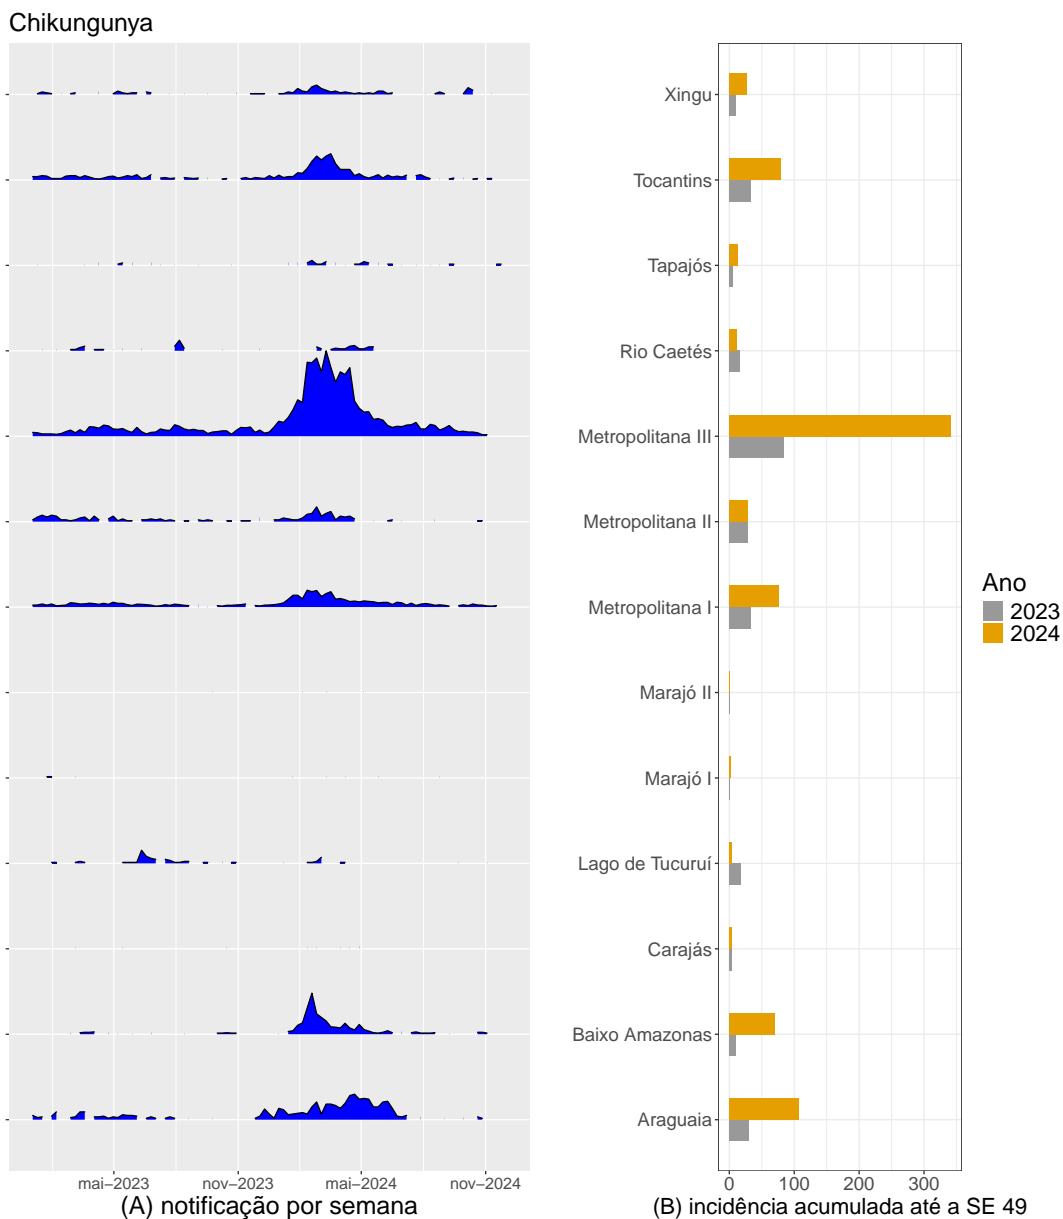 Chikungunya
Xingu
Tocantins
Tapajós
Rio Caetés
Metropolitana III
Metropolitana II
Metropolitana I
Marajó II
Marajó I
Lago de Tucuruí
Carajás
Baixo Amazonas
Araguaia
Ano
2023
2024
mai−2023 nov−2023 mai−2024 nov−2024
(A) notificação por semana
0 100 200 300
(B) incidência acumulada até a SE 49